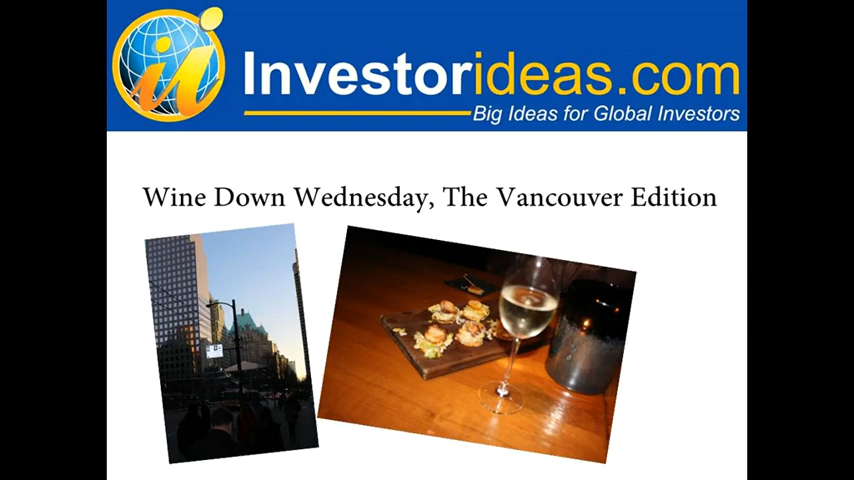 Investorideas.com
Big Ideas for Global Investors
Wine Down Wednesday, The Vancouver Edition